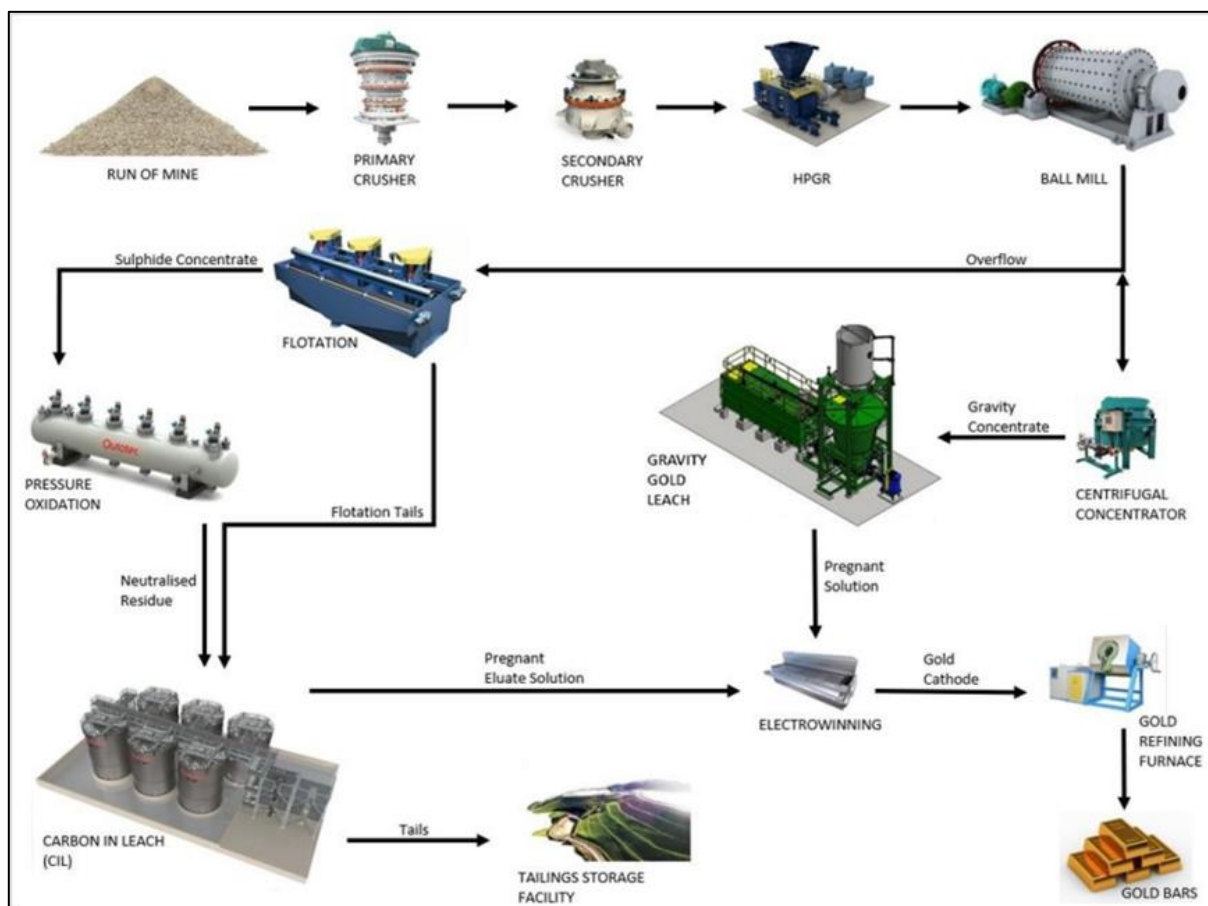 RUN OF MINE
PRIMARY
CRUSHER
SECONDARY
CRUSHER
HPGR
BALL MILL
Sulphide Concentrate
Overflow
FLOTATION
Outotec
PRESSURE
OXIDATION
Flotation Tails
Gravity
Concentrate
GRAVITY
GOLD
LEACH
CENTRIFUGAL
CONCENTRATOR
Neutralised
Residue
Pregnant
Solution
Pregnant
Eluate Solution
ELECTROWINNING
Gold
Cathode
GOLD
REFINING
FURNACE
CARBON IN LEACH
(CIL)
Tails
TAILINGS STORAGE
FACILITY
GOLD BARS